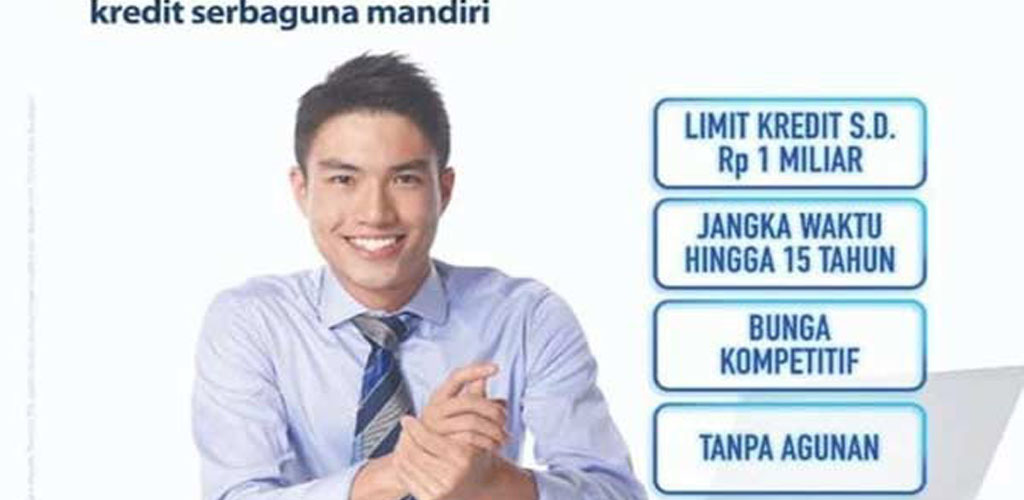 kredit serbaguna mandiri
LIMIT KREDIT S.D.
Rp 1 MILIAR
JANGKA WAKTU
HINGGA 15 TAHUN
BUNGA
KOMPETITIF
TANPA AGUNAN